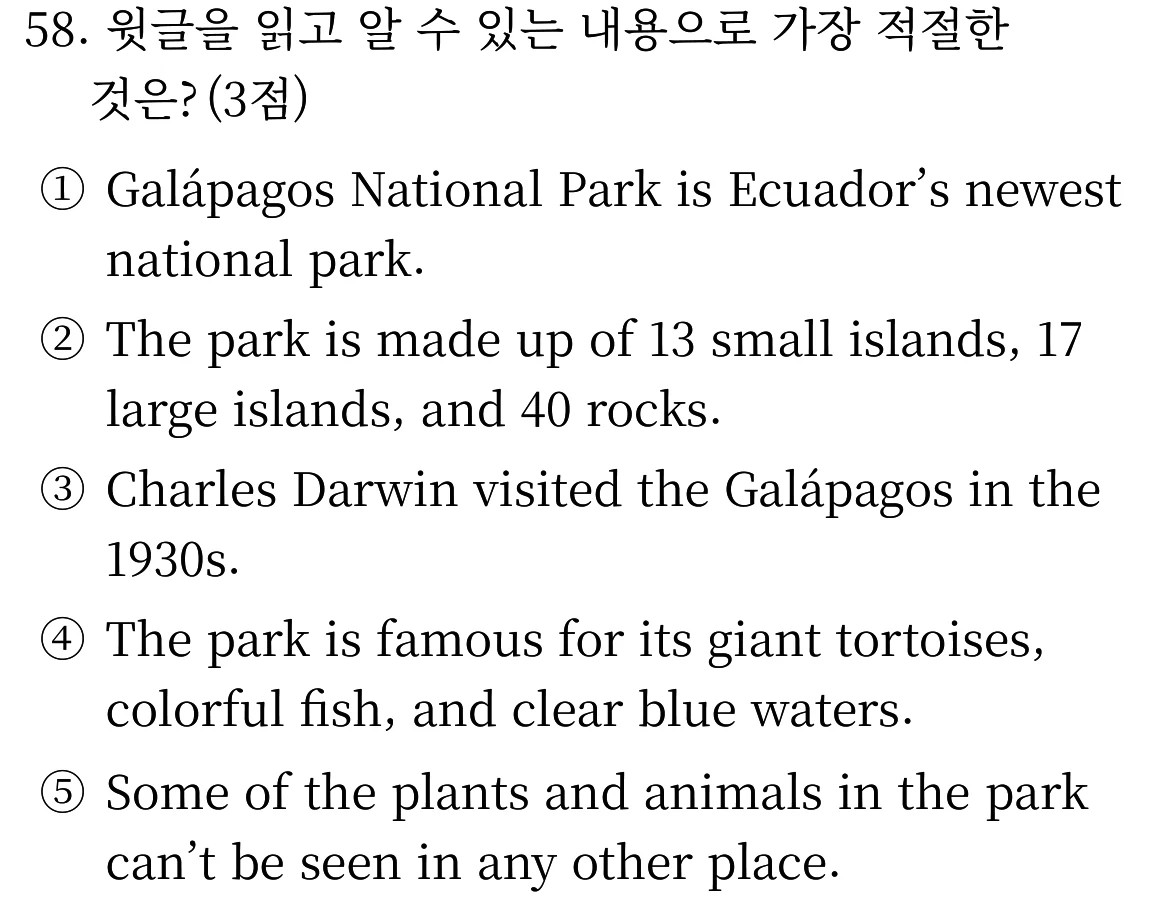 58. 윗글을 읽고 알 수 있는 내용으로 가장 적절한
것은? (3점)
① Galápagos National Park is Ecuador’s newest
national park.
② The park is made up of 13 small islands, 17
large islands, and 40 rocks.
③ Charles Darwin visited the Galápagos in the
1930s.
④ The park is famous for its giant tortoises,
colorful fish, and clear blue waters.
⑤ Some of the plants and animals in the park
can’t be seen in any other place.